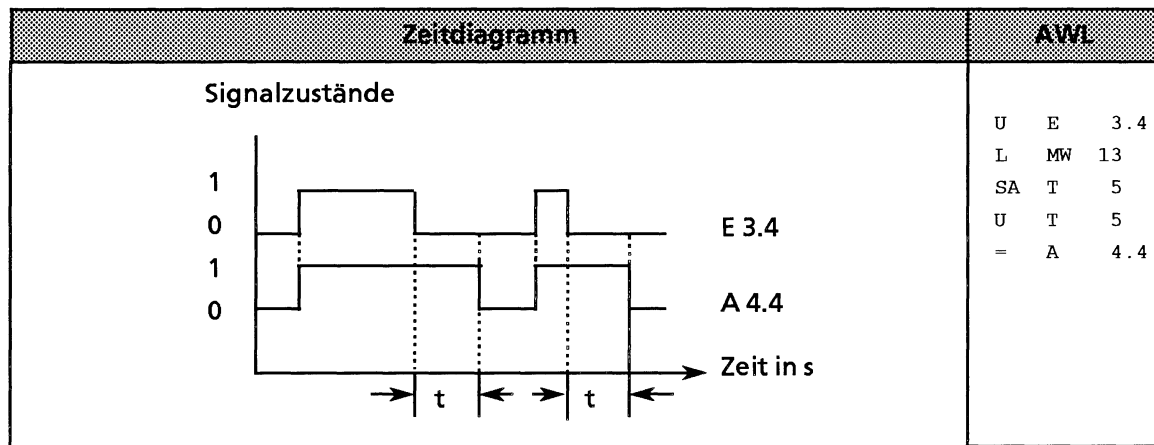 Zeitdiagramm
AWL
Signalzustände
1
0
E 3.4
1
0
A 4.4
Zeit in s
t
t
U E 3.4
L MW 13
SA T 5
U T 5
= A 4.4